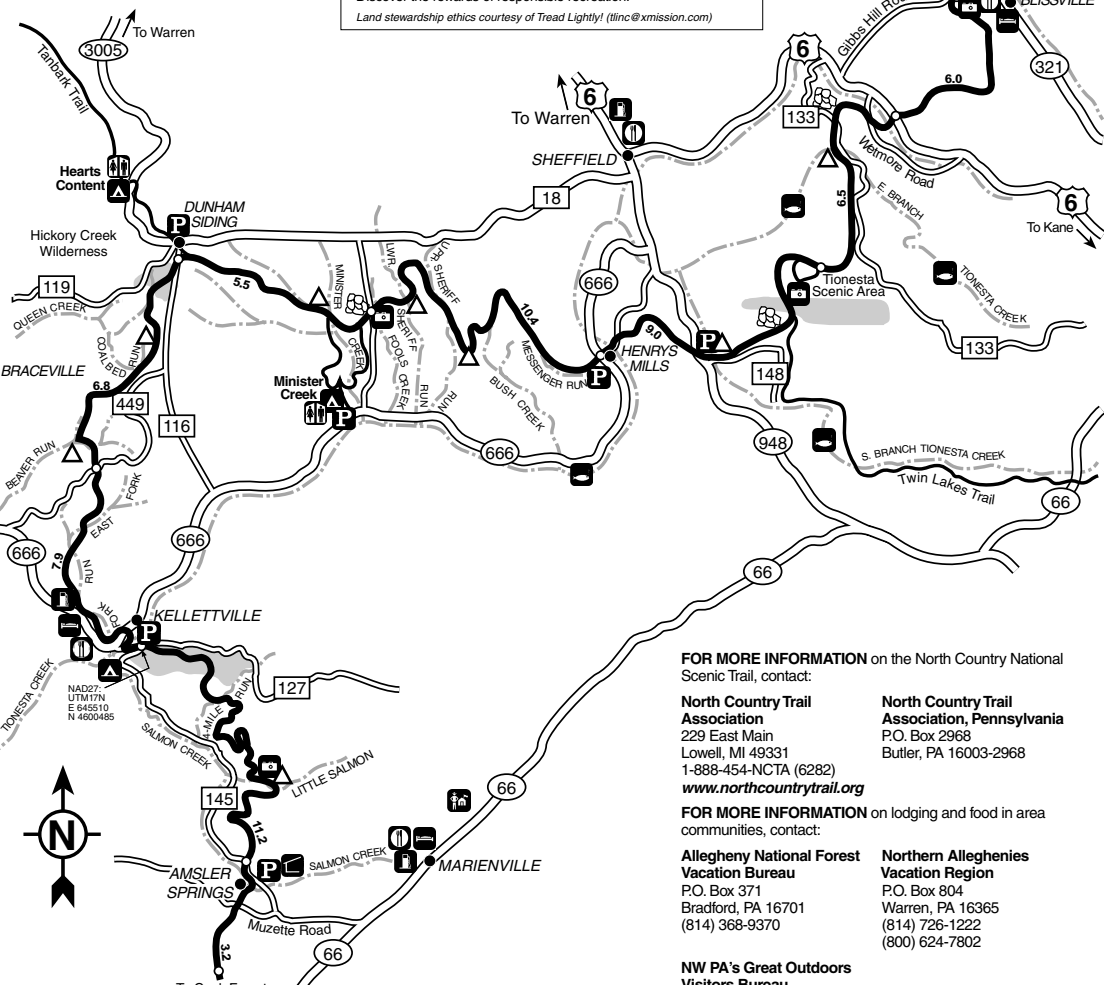 Land stewardship ethics courtesy of Tread Lightly! (tlinc@xmission.com)
BLISSVILLE
Gibbs Hill
321
6.0
6
To Warren
3005
Tanbark Trail
6
To Warren
133
SHEFFIELD
Wetmore Road
Hearts
Content
6
To Kane
18
DUNHAM
SIDING
P
6.5
E. BRANCH
TIONESTA CREEK
Hickory Creek
Wilderness
119
QUEEN CREEK
5.5
MINISTER
CREEK
LWR. SHERIFF
RUN
UPR. SHERIFF
RUN
666
Tionesta
Scenic Area
COALBED
RUN
FOOLS CREEK
10.4
MESSENGER RUN
BUSH CREEK
9.0
P
HENRYS
MILLS
P
133
148
BRACEVILLE
6.8
449
116
Minister
Creek
P
666
948
S. BRANCH TIONESTA CREEK
Twin Lakes Trail
66
BEAVER RUN
FORK
EAST
RUN
FORK
666
666
7.9
66
KELLETTVILLE
P
TIONESTA CREEK
NAD27:
UTM17N
E 645510
N 4600485
127
4-MILE RUN
SALMON CREEK
LITTLE SALMON
145
11.2
66
N
P
SALMON CREEK
MARIENVILLE
AMSLER
SPRINGS
Muzette Road
3.2
66
FOR MORE INFORMATION on the North Country National
Scenic Trail, contact:
North Country Trail
Association
229 East Main
Lowell, MI 49331
1-888-454-NCTA (6282)
www.northcountrytrail.org
North Country Trail
Association, Pennsylvania
P.O. Box 2968
Butler, PA 16003-2968
FOR MORE INFORMATION on lodging and food in area
communities, contact:
Allegheny National Forest
Vacation Bureau
P.O. Box 371
Bradford, PA 16701
(814) 368-9370
Northern Alleghenies
Vacation Region
P.O. Box 804
Warren, PA 16365
(814) 726-1222
(800) 624-7802
NW PA's Great Outdoors
Visitors Bureau